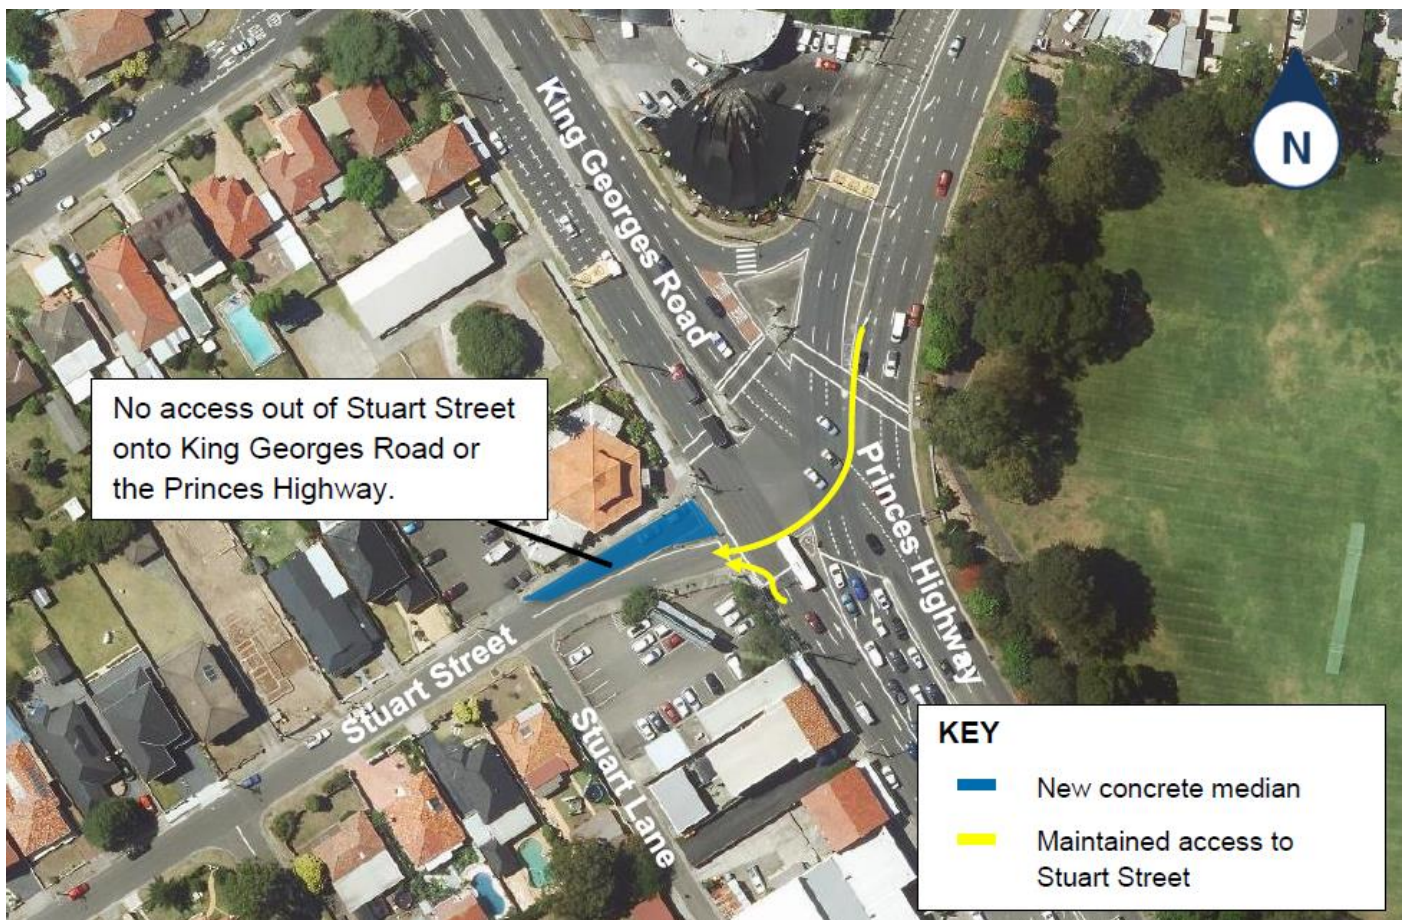 King Georges Road
N
No access out of Stuart Street
onto King Georges Road or
the Princes Highway.
Princes Highway
Stuart Street
Stuart Lane
KEY
New concrete median
Maintained access to
Stuart Street